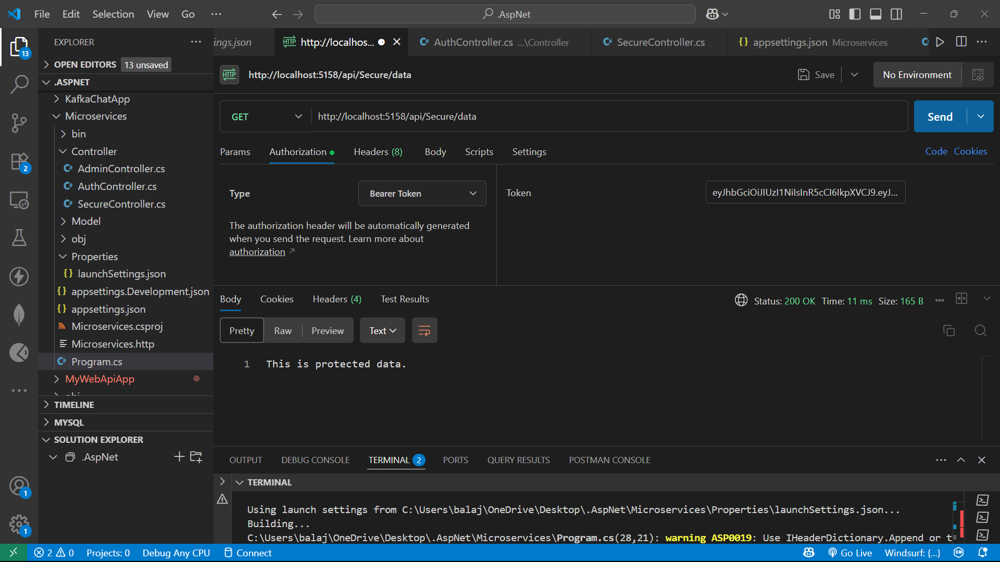 File Edit Selection View Go ··· .AspNet
EXPLORER ···
ings.json http://localhos... AuthController.cs ...\Controller SecureController.cs appsettings.json Microservices
OPEN EDITORS 13 unsaved
.ASPNET
KafkaChatApp
Microservices
bin
Controller
AdminController.cs
AuthController.cs
SecureController.cs
Model
obj
Properties
launchSettings.json
appsettings.Development.json
appsettings.json
Microservices.csproj
Microservices.http
Program.cs
MyWebApiApp
TIMELINE
MYSQL
SOLUTION EXPLORER
.AspNet
13
2
1
1
HTTP http://localhost:5158/api/Secure/data Save No Environment
GET http://localhost:5158/api/Secure/data Send
Params Authorization Headers (8) Body Scripts Settings Code Cookies
Type Bearer Token
The authorization header will be automatically generated
when you send the request. Learn more about
authorization
Token eyJhbGciOiJIUzI1NiIsInR5cCI6IkpXVCJ9.eyJ...
Body Cookies Headers (4) Test Results Status: 200 OK Time: 11 ms Size: 165 B
Pretty Raw Preview Text
1 This is protected data.
OUTPUT DEBUG CONSOLE TERMINAL 2 PORTS QUERY RESULTS POSTMAN CONSOLE
TERMINAL
Using launch settings from C:\Users\balaj\OneDrive\Desktop\.AspNet\Microservices\Properties\launchSettings.json...
Building...
C:\Users\balaj\OneDrive\Desktop\.AspNet\Microservices\Program.cs(28,21): warning ASP0019: Use IHeaderDictionary.Append or t
2 0 Projects: 0 Debug Any CPU Connect Go Live Windsurf: {...}